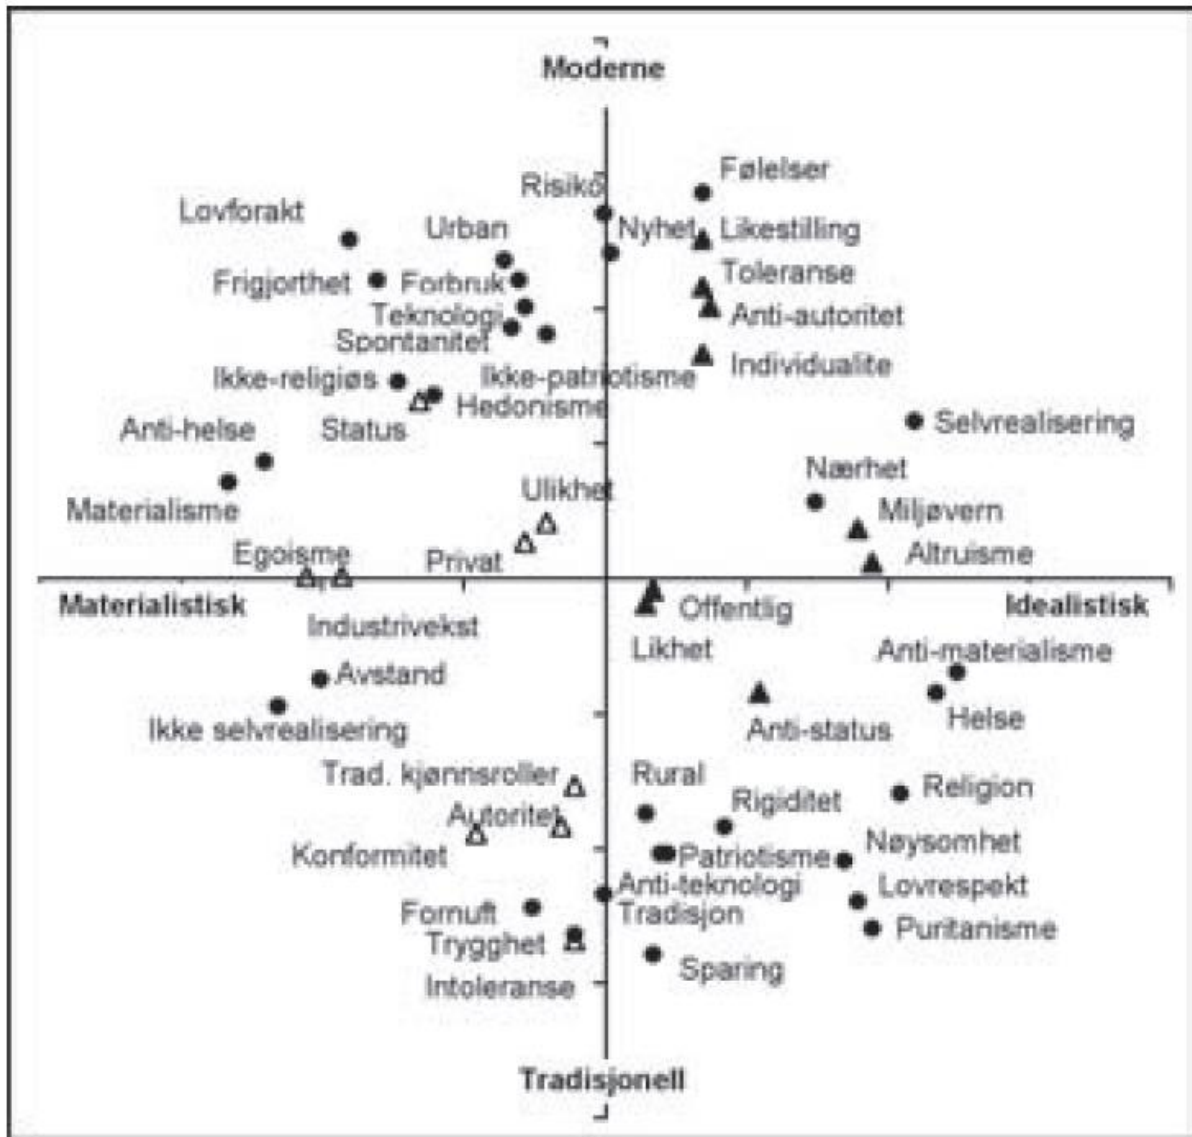 Moderne
Følelser
Risiko
Lovforakt
Urban
Nyhet
Likestilling
Toleranse
Frigjorthet
Forbruk
Teknologi
Anti-autoritet
Spontanitet
Individualite
Ikke-religiøs
Ikke-patriotisme
Hedonisme
Status
Anti-helse
Selvrealisering
Nærhet
Ulikhet
Materialisme
Miljøvern
Egoisme
Privat
Altruisme
Materialistisk
Offentlig
Idealistisk
Industrivekst
Likhet
Anti-materialisme
Avstand
Helse
Ikke selvrealisering
Anti-status
Trad. kjønnsroller
Rural
Religion
Rigiditet
Autoritet
Nøysomhet
Konformitet
Patriotisme
Anti-teknologi
Lovrespekt
Fornuft
Tradisjon
Puritanisme
Trygghet
Sparing
Intoleranse
Tradisjonell